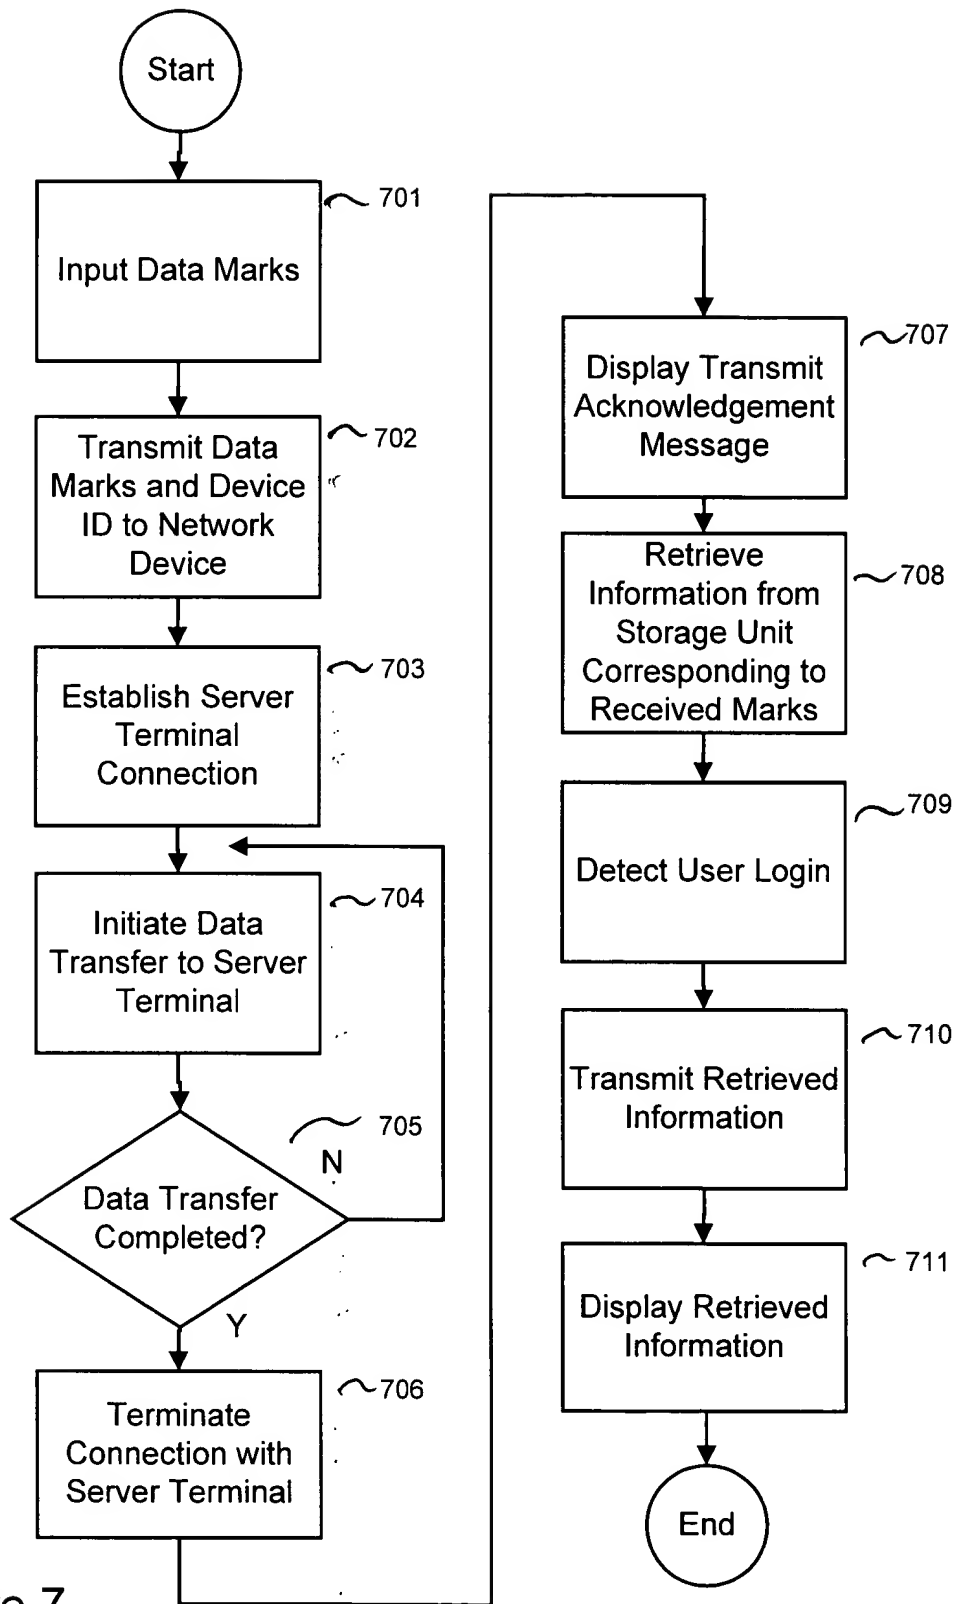 Start
701
Input Data Marks
702
Transmit Data
Marks and Device
ID to Network
Device
703
Establish Server
Terminal
Connection
704
Initiate Data
Transfer to Server
Terminal
705
N
Data Transfer
Completed?
Y
706
Terminate
Connection with
Server Terminal
707
Display Transmit
Acknowledgement
Message
708
Retrieve
Information from
Storage Unit
Corresponding to
Received Marks
709
Detect User Login
710
Transmit Retrieved
Information
711
Display Retrieved
Information
End
7